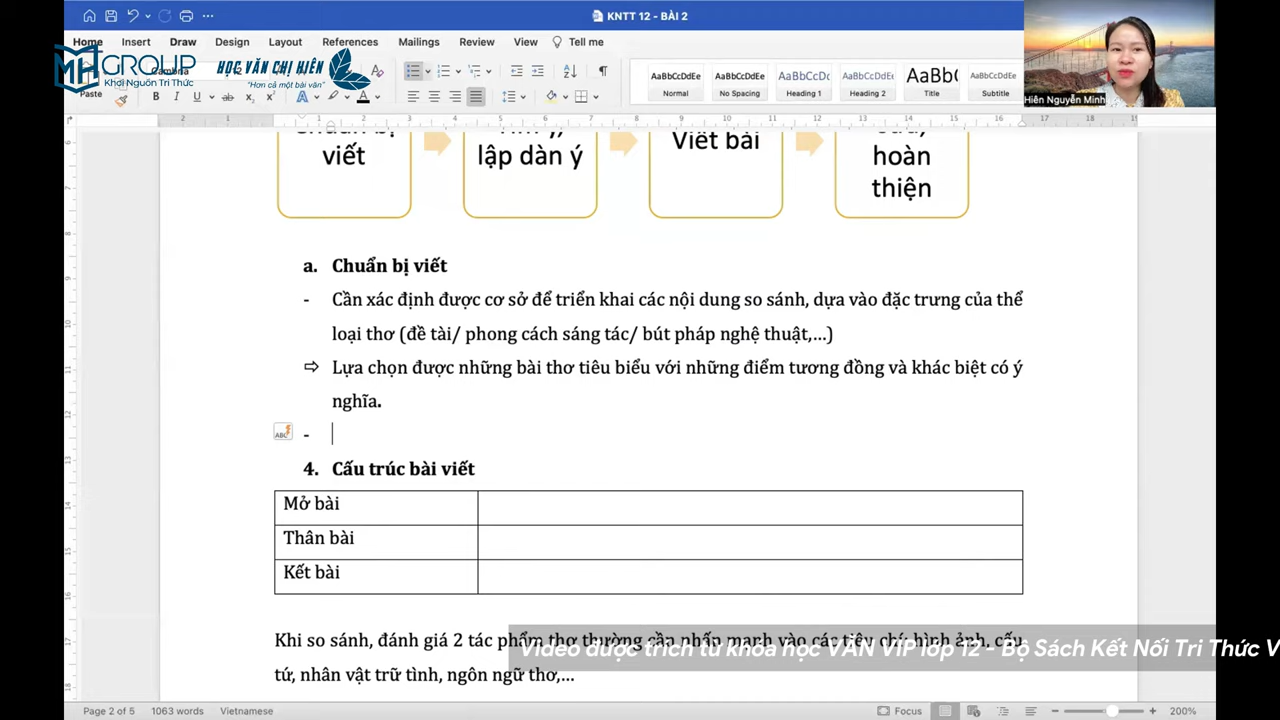 KNTT 12 - BÀI 2
Home Insert Draw Design Layout References Mailings Review View Tell me
MH GROUP
Khơi Nguồn Tri Thức
HỌC VĂN CHỊ HIÊN
"Hơn cả một bài văn"
Paste
AaBbCcDdEe AaBbCcDdEe AaBbCcDc AaBbCcDdEe AaBb( AaBbCcDdEe
Normal No Spacing Heading 1 Heading 2 Title Subtitle
Hiên Nguyễn Minh
viết
lập dàn ý
Viết bài
hoàn
thiện
a. Chuẩn bị viết
- Cần xác định được cơ sở để triển khai các nội dung so sánh, dựa vào đặc trưng của thể
loại thơ (đề tài/ phong cách sáng tác/ bút pháp nghệ thuật,...)
⇨ Lựa chọn được những bài thơ tiêu biểu với những điểm tương đồng và khác biệt có ý
nghĩa.
-
4. Cấu trúc bài viết
Mở bài
Thân bài
Kết bài
Khi so sánh, đánh giá 2 tác phẩm thơ thường cần nhấn mạnh vào các tiêu chí: hình ảnh, cấu
tứ, nhân vật trữ tình, ngôn ngữ thơ,...
Video được trích từ khóa học VĂN VIP lớp 12 - Bộ Sách Kết Nối Tri Thức V
Page 2 of 5 1063 words Vietnamese Focus 200%